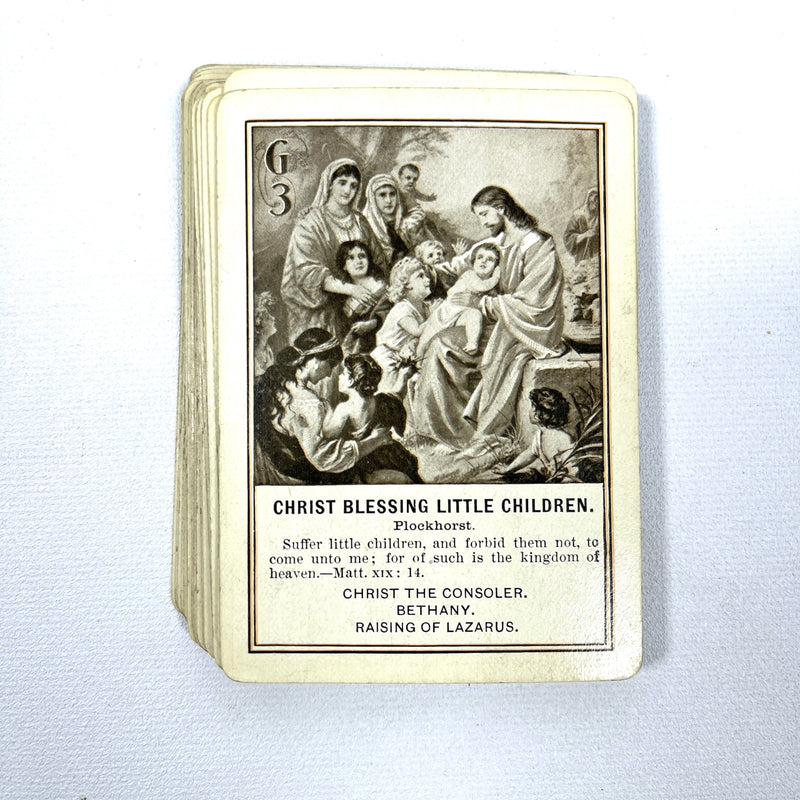 G
3
CHRIST BLESSING LITTLE CHILDREN.
Plockhorst.
Suffer little children, and forbid them not, to
come unto me; for of such is the kingdom of
heaven.—Matt. XIX: 14.
CHRIST THE CONSOLER.
BETHANY.
RAISING OF LAZARUS.